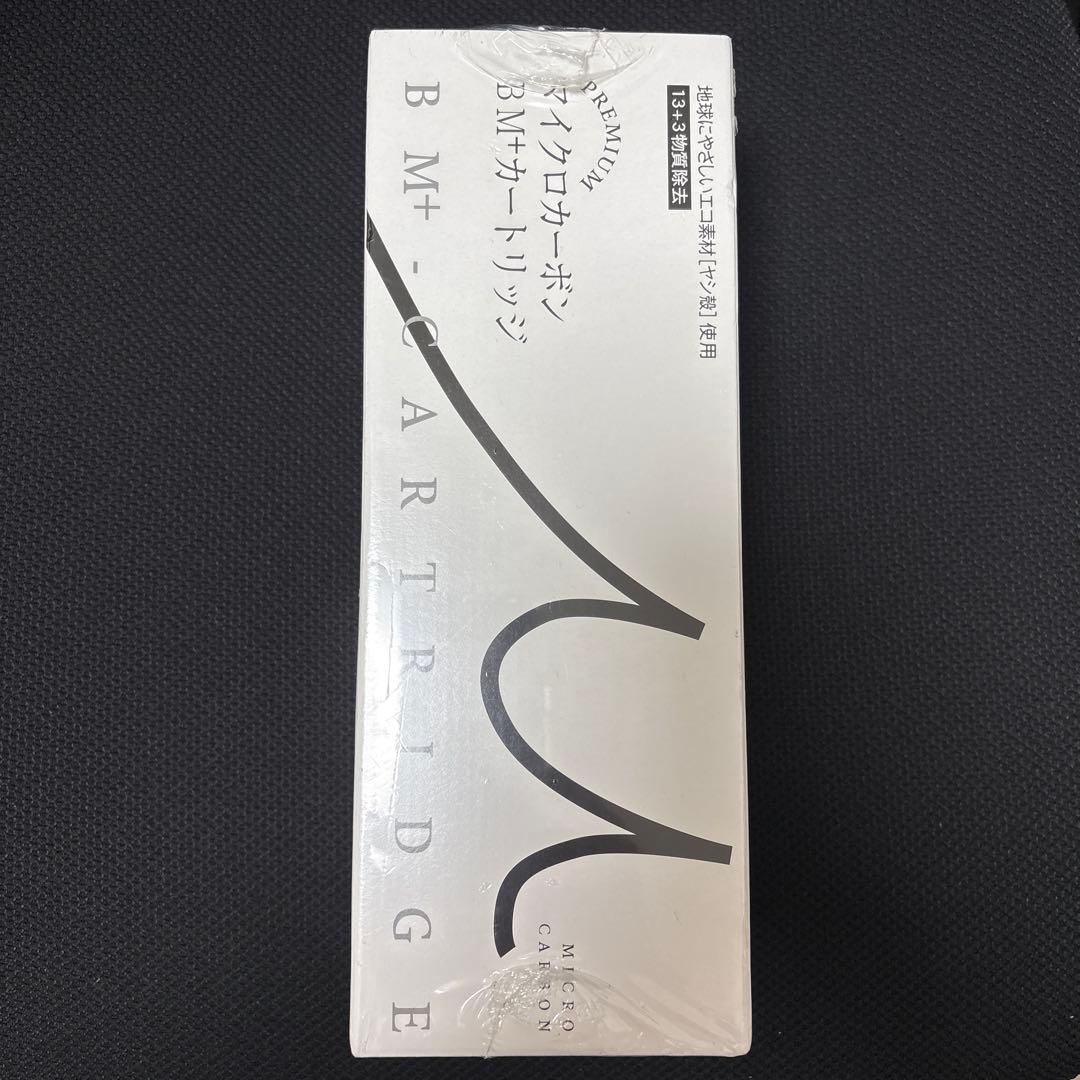 地球にやさしいエコ素材[ヤシ殻]使用
13+3物質除去
PREMIUM
マイクロカーボン
BM+カートリッジ
BM+-CARTRIDGE
MICRO
CARBON